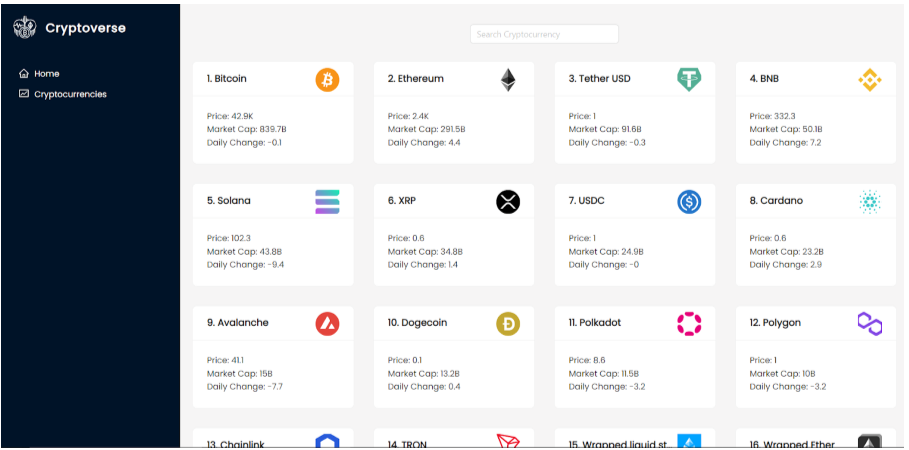 Cryptoverse
Home
Cryptocurrencies
Search Cryptocurrency
1. Bitcoin
Price: 42.9K
Market Cap: 839.7B
Daily Change: -0.1
2. Ethereum
Price: 2.4K
Market Cap: 291.5B
Daily Change: 4.4
3. Tether USD
Price: 1
Market Cap: 91.6B
Daily Change: -0.3
4. BNB
Price: 332.3
Market Cap: 50.1B
Daily Change: 7.2
5. Solana
Price: 102.3
Market Cap: 43.8B
Daily Change: -9.4
6. XRP
Price: 0.6
Market Cap: 34.8B
Daily Change: 1.4
7. USDC
Price: 1
Market Cap: 24.9B
Daily Change: -0
8. Cardano
Price: 0.6
Market Cap: 23.2B
Daily Change: 2.9
9. Avalanche
Price: 41.1
Market Cap: 15B
Daily Change: -7.7
10. Dogecoin
Price: 0.1
Market Cap: 13.2B
Daily Change: 0.4
11. Polkadot
Price: 8.6
Market Cap: 11.5B
Daily Change: -3.2
12. Polygon
Price: 1
Market Cap: 10B
Daily Change: -3.2
13. Chainlink
14. TRON
15. Wrapped liquid st...
16. Wrapped Ether